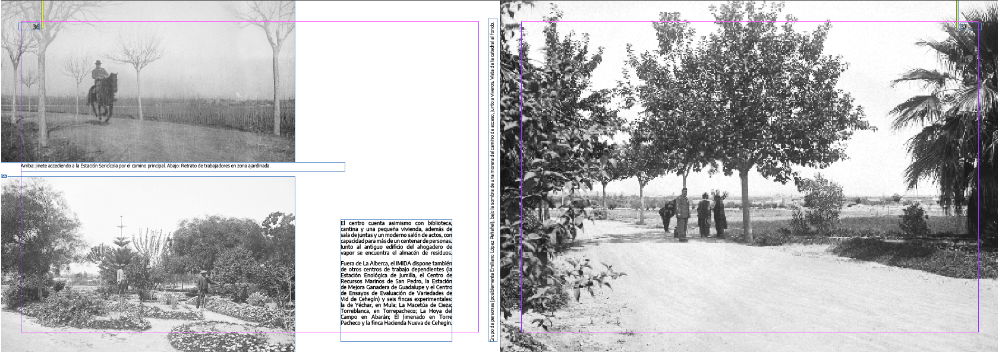 36
Arriba: jinete accediendo a la Estación Sericícola por el camino principal. Abajo: Retrato de trabajadores en zona ajardinada.
El centro cuenta asimismo con biblioteca,
cantina y una pequeña vivienda, además de
sala de juntas y un moderno salón de actos, con
capacidad para más de un centenar de personas.
Junto al antiguo edificio del ahogadero de
vapor se encuentra el almacén de residuos.
Fuera de La Alberca, el IMIDA dispone también
de otros centros de trabajo dependientes (la
Estación Enológica de Jumilla, el Centro de
Recursos Marinos de San Pedro, la Estación
de Mejora Ganadera de Guadalupe y el Centro
de Ensayos de Evaluación de Variedades de
Vid de Cehegín) y seis fincas experimentales:
la de Yéchar, en Mula; La Macetúa de Cieza;
Torreblanca, en Torrepacheco; La Hoya del
Campo en Abarán; El Jimenado en Torre
Pacheco y la finca Hacienda Nueva de Cehegín.
Grupo de personas (posiblemente Emiliano López Peñafiel), bajo la sombra de una morera del camino de acceso, junto a viveros. Vista de la catedral al fondo.
37